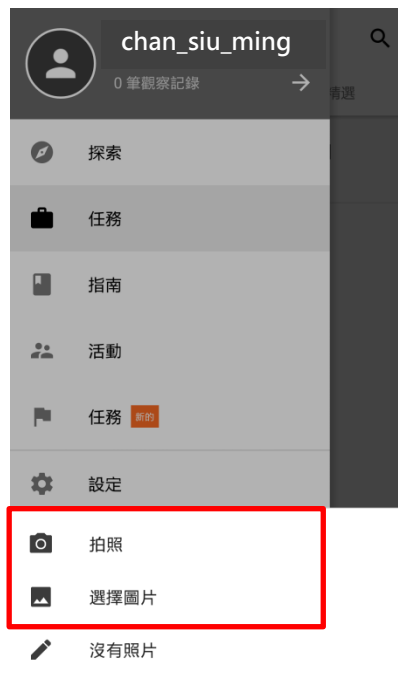 chan_siu_ming
0 筆觀察記錄
精選
探索
任務
指南
活動
任務 新的
設定
拍照
選擇圖片
沒有照片